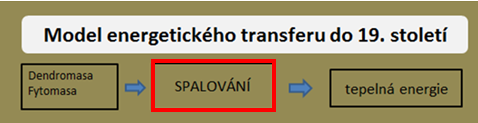 Model energetického transferu do 19. století
Dendromasa
Fytomasa
SPALOVÁNÍ
tepelná energie